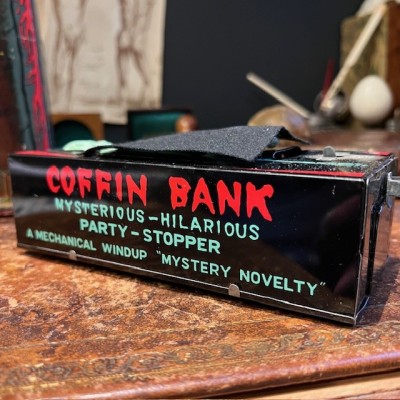 COFFIN BANK
MYSTERIOUS-HILARIOUS
PARTY-STOPPER
A MECHANICAL WINDUP "MYSTERY NOVELTY"